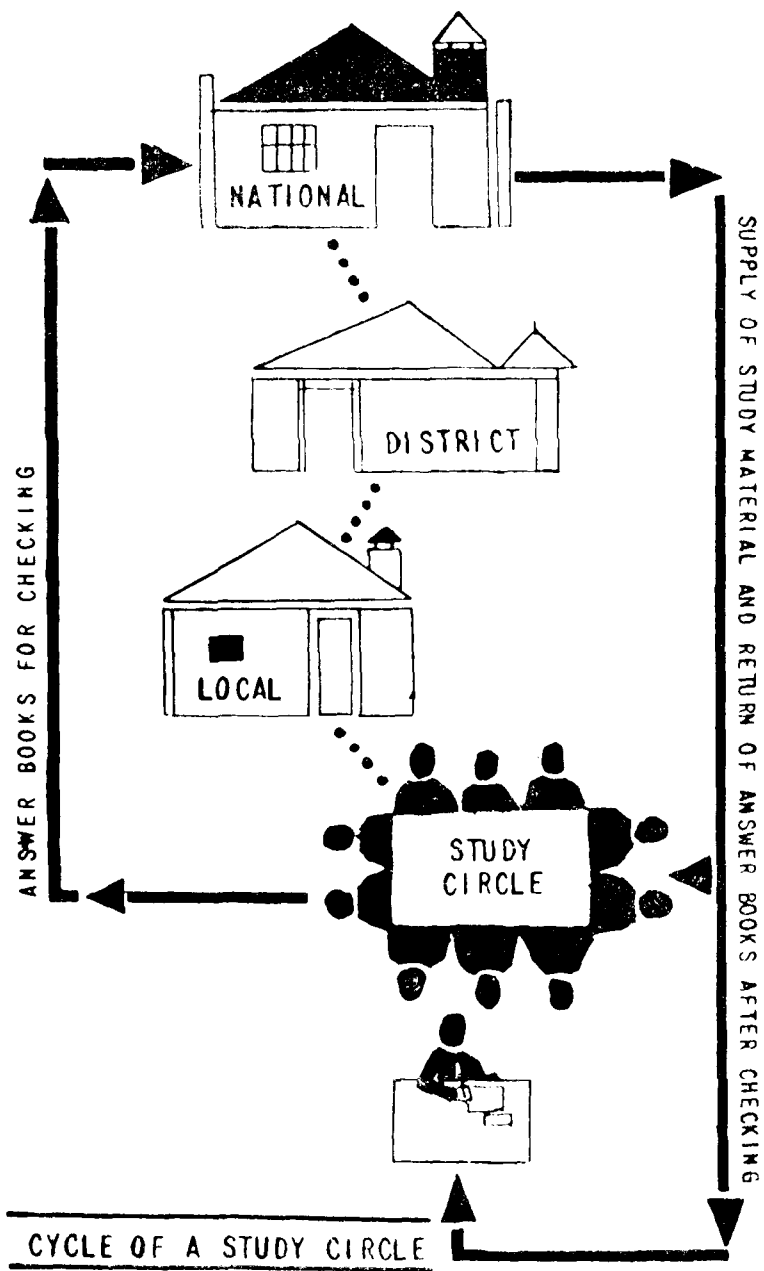 NATIONAL
DISTRICT
LOCAL
STUDY
CIRCLE
ANSWER BOOKS FOR CHECKING
SUPPLY OF STUDY MATERIAL AND RETURN OF ANSWER BOOKS AFTER CHECKING
CYCLE OF A STUDY CIRCLE